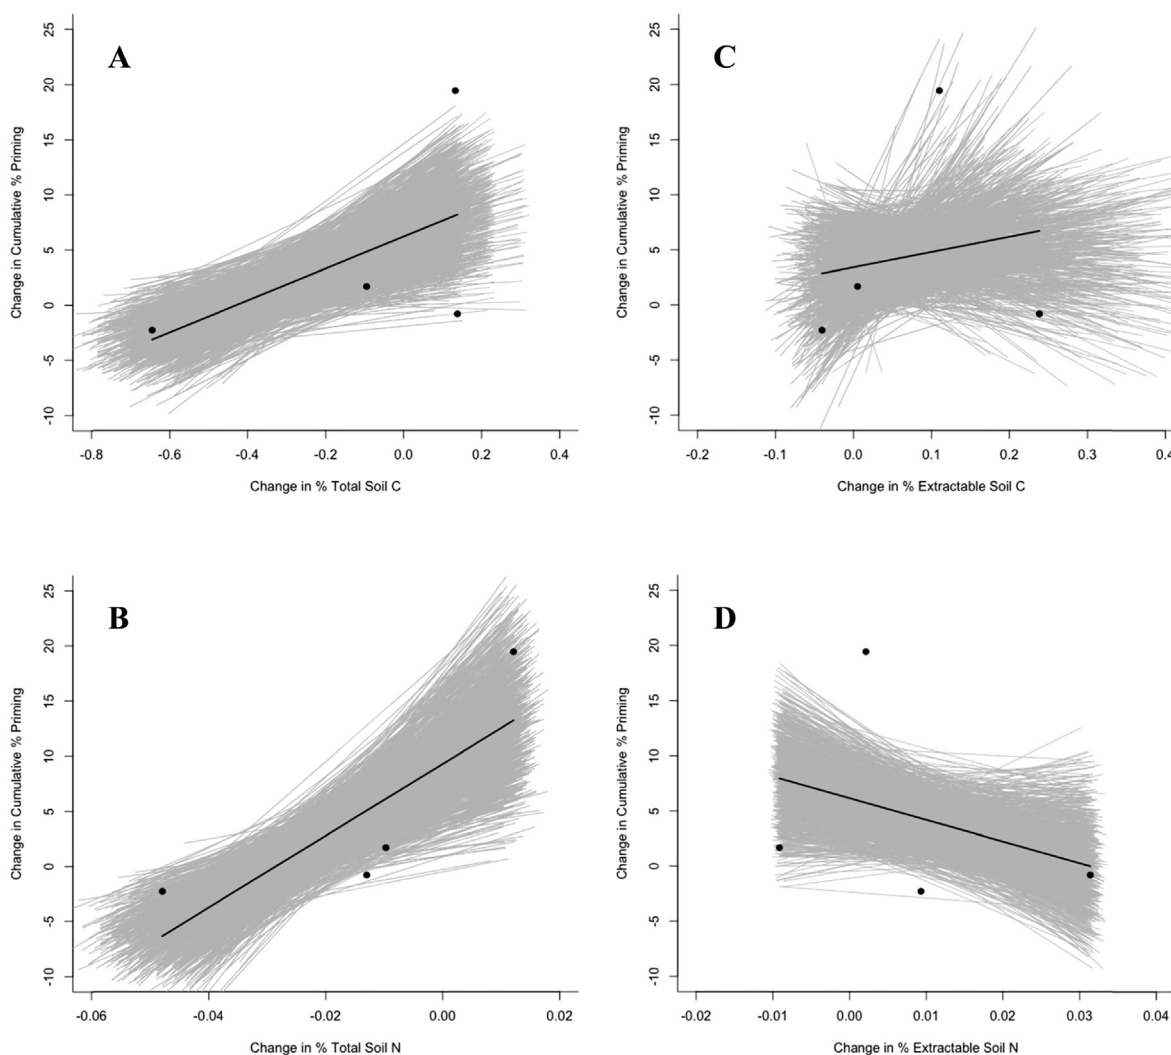 A
Change in Cumulative % Priming
25
20
15
10
5
0
-5
-10
-0.8 -0.6 -0.4 -0.2 0.0 0.2 0.4
Change in % Total Soil C
C
Change in Cumulative % Priming
25
20
15
10
5
0
-5
-10
-0.2 -0.1 0.0 0.1 0.2 0.3 0.4
Change in % Extractable Soil C
B
Change in Cumulative % Priming
25
20
15
10
5
0
-5
-10
-0.06 -0.04 -0.02 0.00 0.02
Change in % Total Soil N
D
Change in Cumulative % Priming
25
20
15
10
5
0
-5
-10
-0.02 -0.01 0.00 0.01 0.02 0.03 0.04
Change in % Extractable Soil N